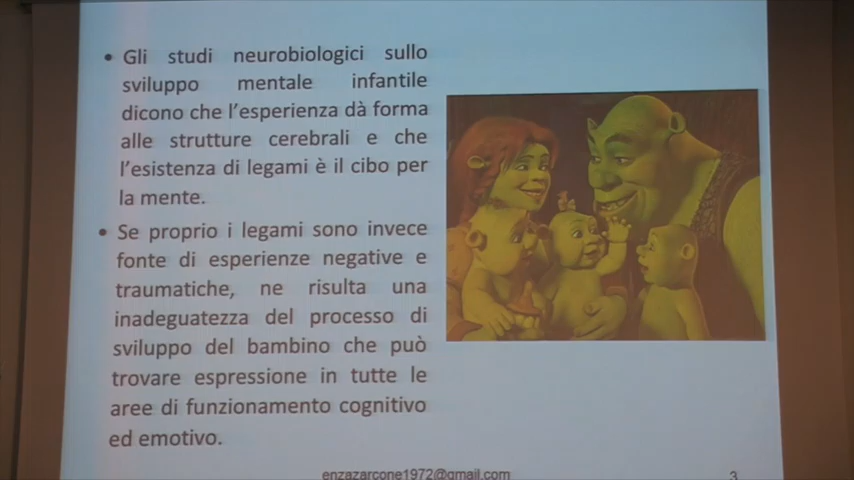 • Gli studi neurobiologici sullo
sviluppo mentale infantile
dicono che l'esperienza dà forma
alle strutture cerebrali e che
l'esistenza di legami è il cibo per
la mente.
• Se proprio i legami sono invece
fonte di esperienze negative e
traumatiche, ne risulta una
inadeguatezza del processo di
sviluppo del bambino che può
trovare espressione in tutte le
aree di funzionamento cognitivo
ed emotivo.
enzazarcone1972@gmail.com
3